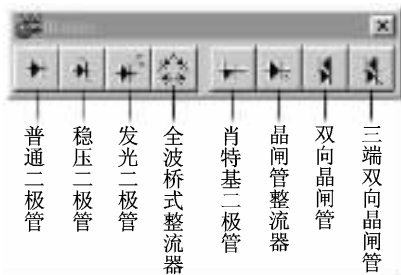 普通二极管
稳压二极管
发光二极管
全波桥式整流器
肖特基二极管
晶闸管整流器
双向晶闸管
三端双向晶闸管